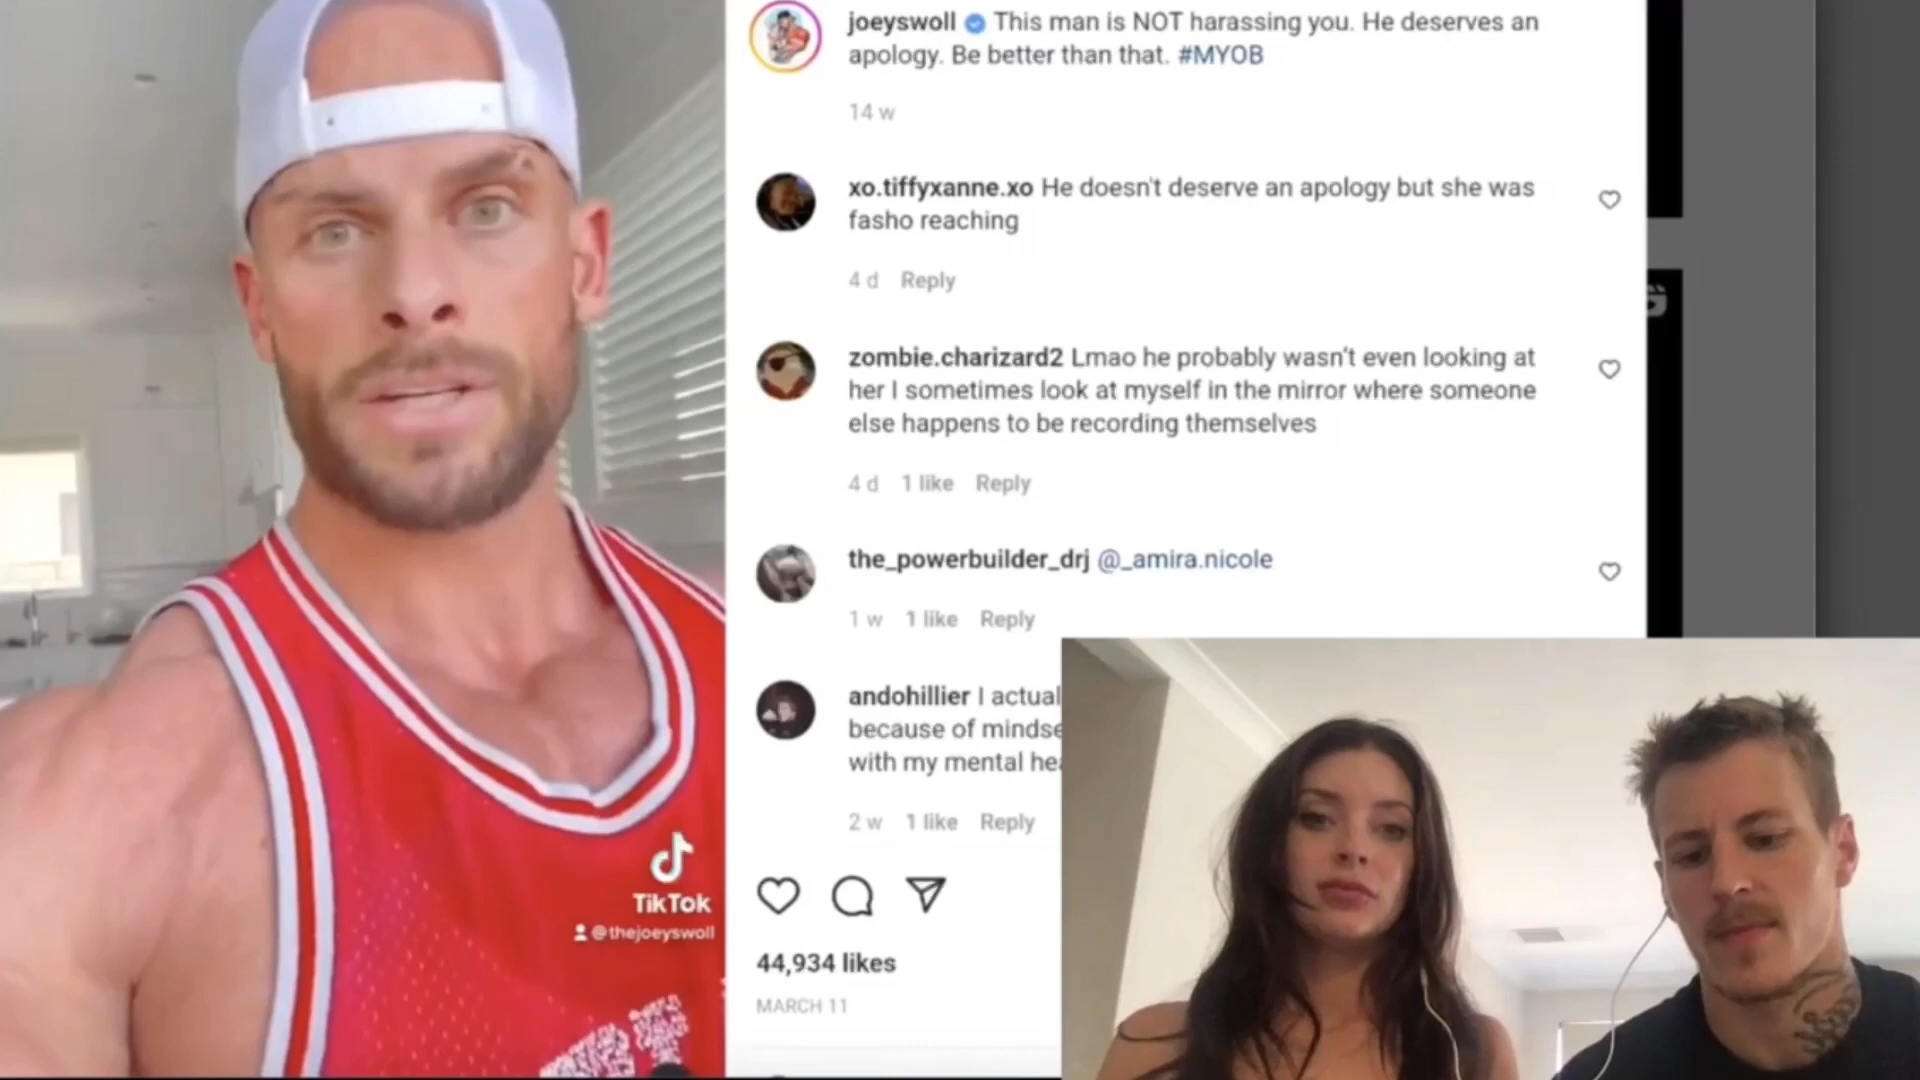 joeyswoll This man is NOT harassing you. He deserves an
apology. Be better than that. #MYOB
14 w
xo.tiffyxanne.xo He doesn't deserve an apology but she was
fasho reaching
4 d Reply
zombie.charizard2 Lmao he probably wasn't even looking at
her I sometimes look at myself in the mirror where someone
else happens to be recording themselves
4 d 1 like Reply
the_powerbuilder_drj @_amira.nicole
1 w 1 like Reply
andohillier I actual
because of mindse
with my mental hea
2 w 1 like Reply
44,934 likes
MARCH 11
TikTok
@thejoeyswoll